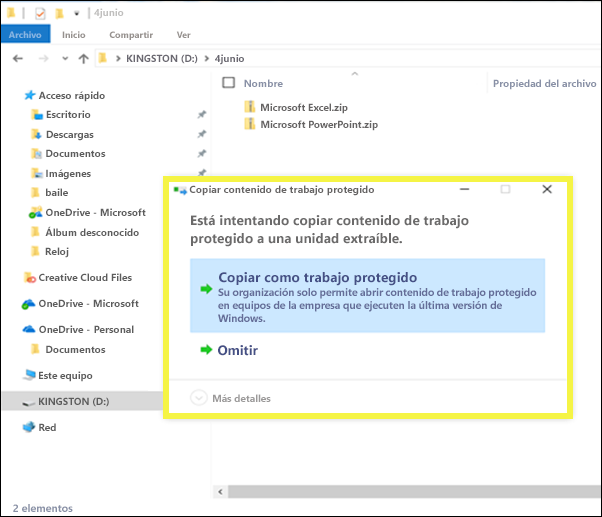 4junio
Archivo Inicio Compartir Ver
KINGSTON (D:) 4junio
Nombre Propiedad del archivo
Microsoft Excel.zip
Microsoft PowerPoint.zip
Acceso rápido
Escritorio
Descargas
Documentos
Imágenes
baile
OneDrive - Microsoft
Álbum desconocido
Reloj
Creative Cloud Files
OneDrive - Microsoft
OneDrive - Personal
Documentos
Este equipo
KINGSTON (D:)
Red
Copiar contenido de trabajo protegido
Está intentando copiar contenido de trabajo
protegido a una unidad extraíble.
Copiar como trabajo protegido
Su organización solo permite abrir contenido de trabajo protegido
en equipos de la empresa que ejecuten la última versión de
Windows.
Omitir
Más detalles
2 elementos